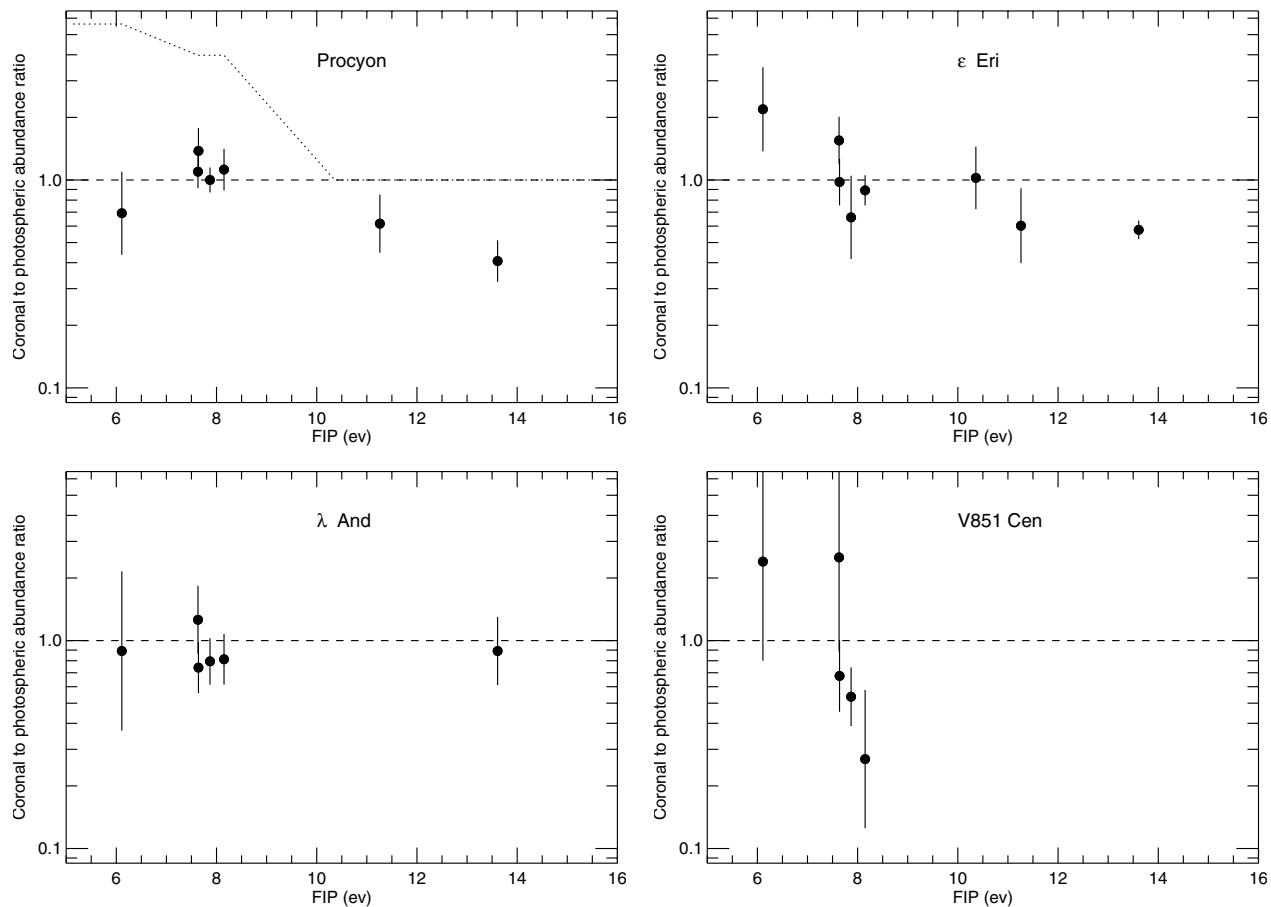 Procyon
Coronal to photospheric abundance ratio
1.0
0.1
6 8 10 12 14 16
FIP (ev)
ε Eri
Coronal to photospheric abundance ratio
1.0
0.1
6 8 10 12 14 16
FIP (ev)
λ And
Coronal to photospheric abundance ratio
1.0
0.1
6 8 10 12 14 16
FIP (ev)
V851 Cen
Coronal to photospheric abundance ratio
1.0
0.1
6 8 10 12 14 16
FIP (ev)